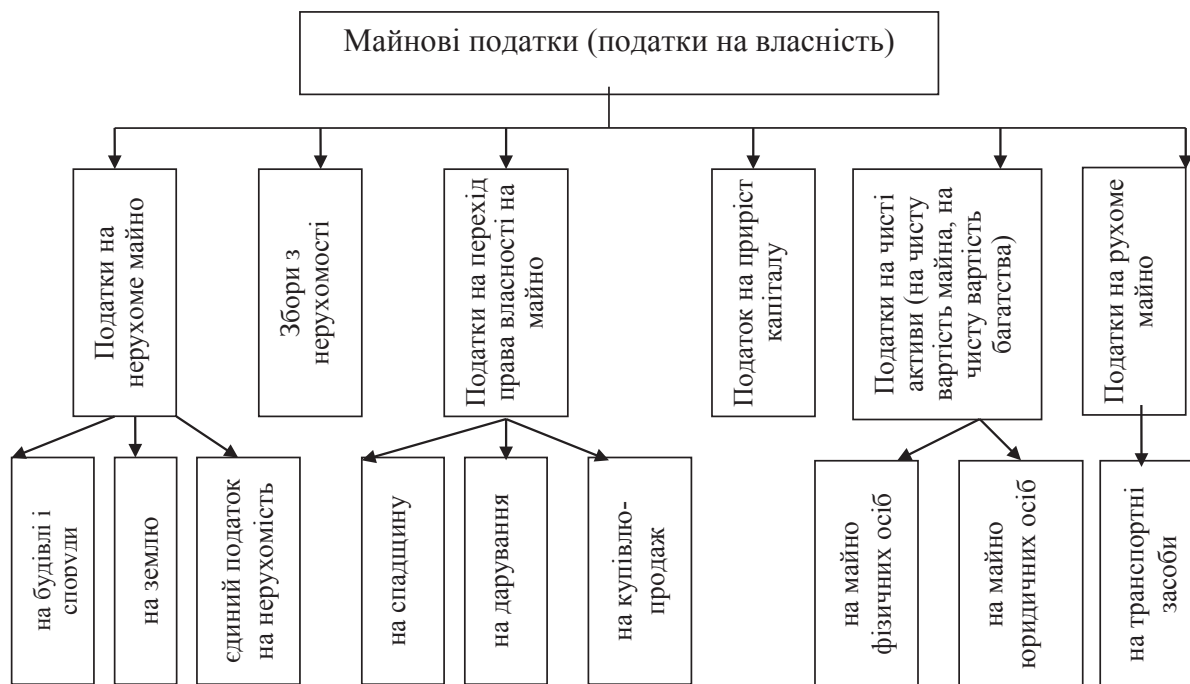 Майнові податки (податки на власність)
Податки на
нерухоме майно
Збори з
нерухомості
Податки на перехід
права власності на
майно
Податок на приріст
капіталу
Податки на чисті
активи (на чисту
вартість майна, на
чисту вартість
багатства)
Податки на рухоме
майно
на будівлі і
споруди
на землю
єдиний податок
на нерухомість
на спадщину
на дарування
на купівлю-
продаж
на майно
фізичних осіб
на майно
юридичних осіб
на транспортні
засоби